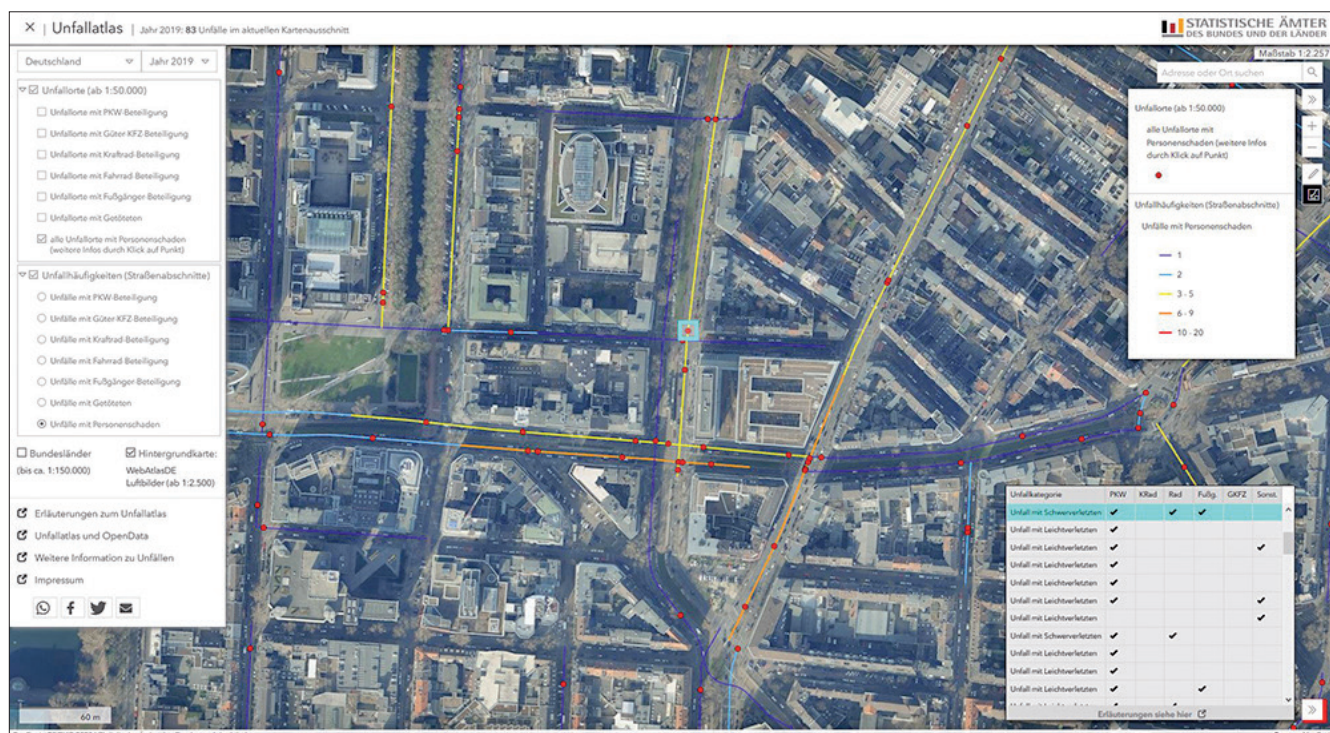 × | Unfallatlas | Jahr 2019: 83 Unfälle im aktuellen Kartenausschnitt
STATISTISCHE ÄMTER
DES BUNDES UND DER LÄNDER
Maßstab 1:2.257
Deutschland Jahr 2019
Unfallorte (ab 1:50.000)
Unfallorte mit PKW-Beteiligung
Unfallorte mit Güter KFZ-Beteiligung
Unfallorte mit Kraftrad-Beteiligung
Unfallorte mit Fahrrad-Beteiligung
Unfallorte mit Fußgänger-Beteiligung
Unfallorte mit Getöteten
alle Unfallorte mit Personenschaden
(weitere Infos durch Klick auf Punkt)
Unfallhäufigkeiten (Straßenabschnitte)
Unfälle mit PKW-Beteiligung
Unfälle mit Güter-KFZ-Beteiligung
Unfälle mit Kraftrad-Beteiligung
Unfälle mit Fahrrad-Beteiligung
Unfälle mit Fußgänger-Beteiligung
Unfälle mit Getöteten
Unfälle mit Personenschaden
Bundesländer Hintergrundkarte:
(bis ca. 1:150.000) WebAtlasDE
Luftbilder (ab 1:2.500)
Erläuterungen zum Unfallatlas
Unfallatlas und OpenData
Weitere Information zu Unfällen
Impressum
60 m
Adresse oder Ort suchen
Unfallorte (ab 1:50.000)
alle Unfallorte mit
Personenschaden (weitere Infos
durch Klick auf Punkt)
Unfallhäufigkeiten (Straßenabschnitte)
Unfälle mit Personenschaden
1
2
3 - 5
6 - 9
10 - 20
Unfallkategorie PKW KRad Rad Fußg. GKFZ Sonst.
Unfall mit Schwerverletzten ✔ ✔ ✔
Unfall mit Leichtverletzten ✔
Unfall mit Leichtverletzten ✔ ✔
Unfall mit Leichtverletzten ✔
Unfall mit Leichtverletzten ✔
Unfall mit Leichtverletzten ✔ ✔
Unfall mit Leichtverletzten ✔
Unfall mit Schwerverletzten ✔ ✔
Unfall mit Leichtverletzten ✔
Unfall mit Leichtverletzten ✔
Unfall mit Leichtverletzten ✔ ✔
Erläuterungen siehe hier